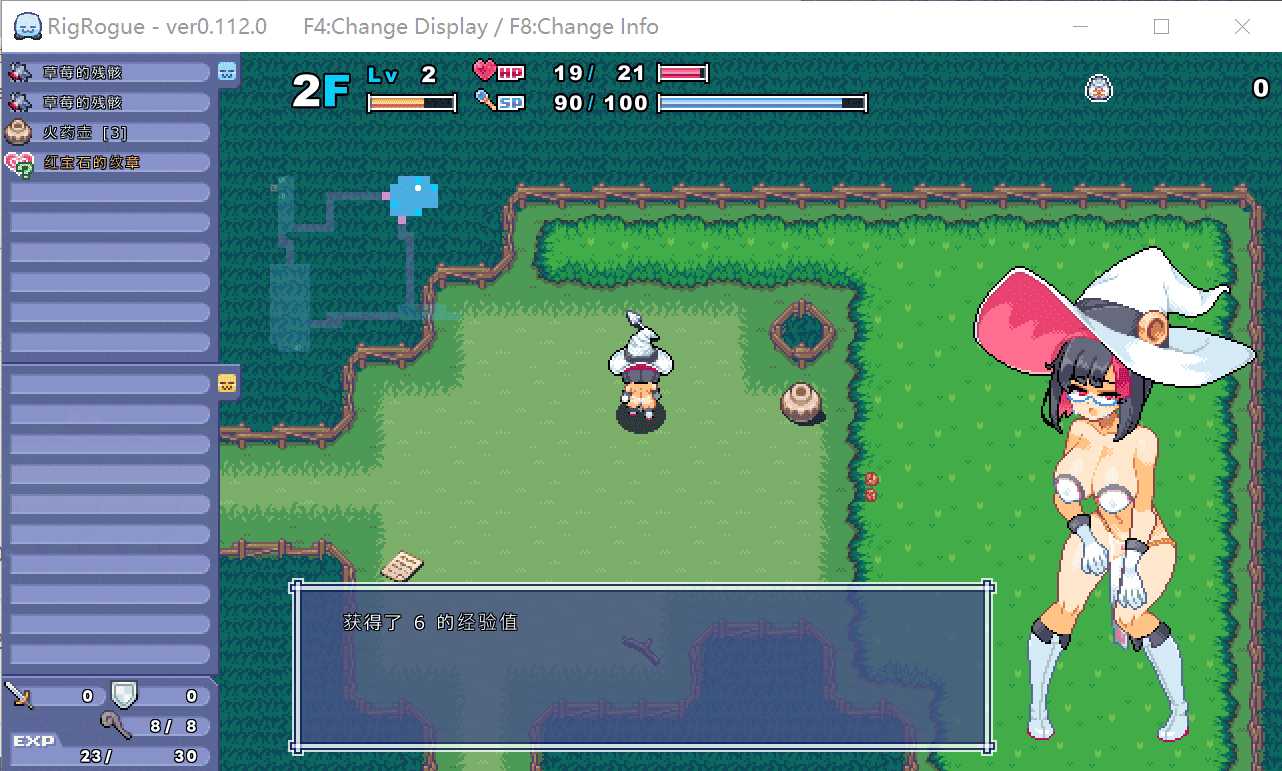 RigRogue - ver0.112.0 F4:Change Display / F8:Change Info
草莓的残骸
草莓的残骸
火药壶 [3]
红宝石的纹章
2F
Lv 2
HP 19/ 21
SP 90/ 100
0
获得了 6 的经验值
0 0
8/ 8
EXP
23/ 30